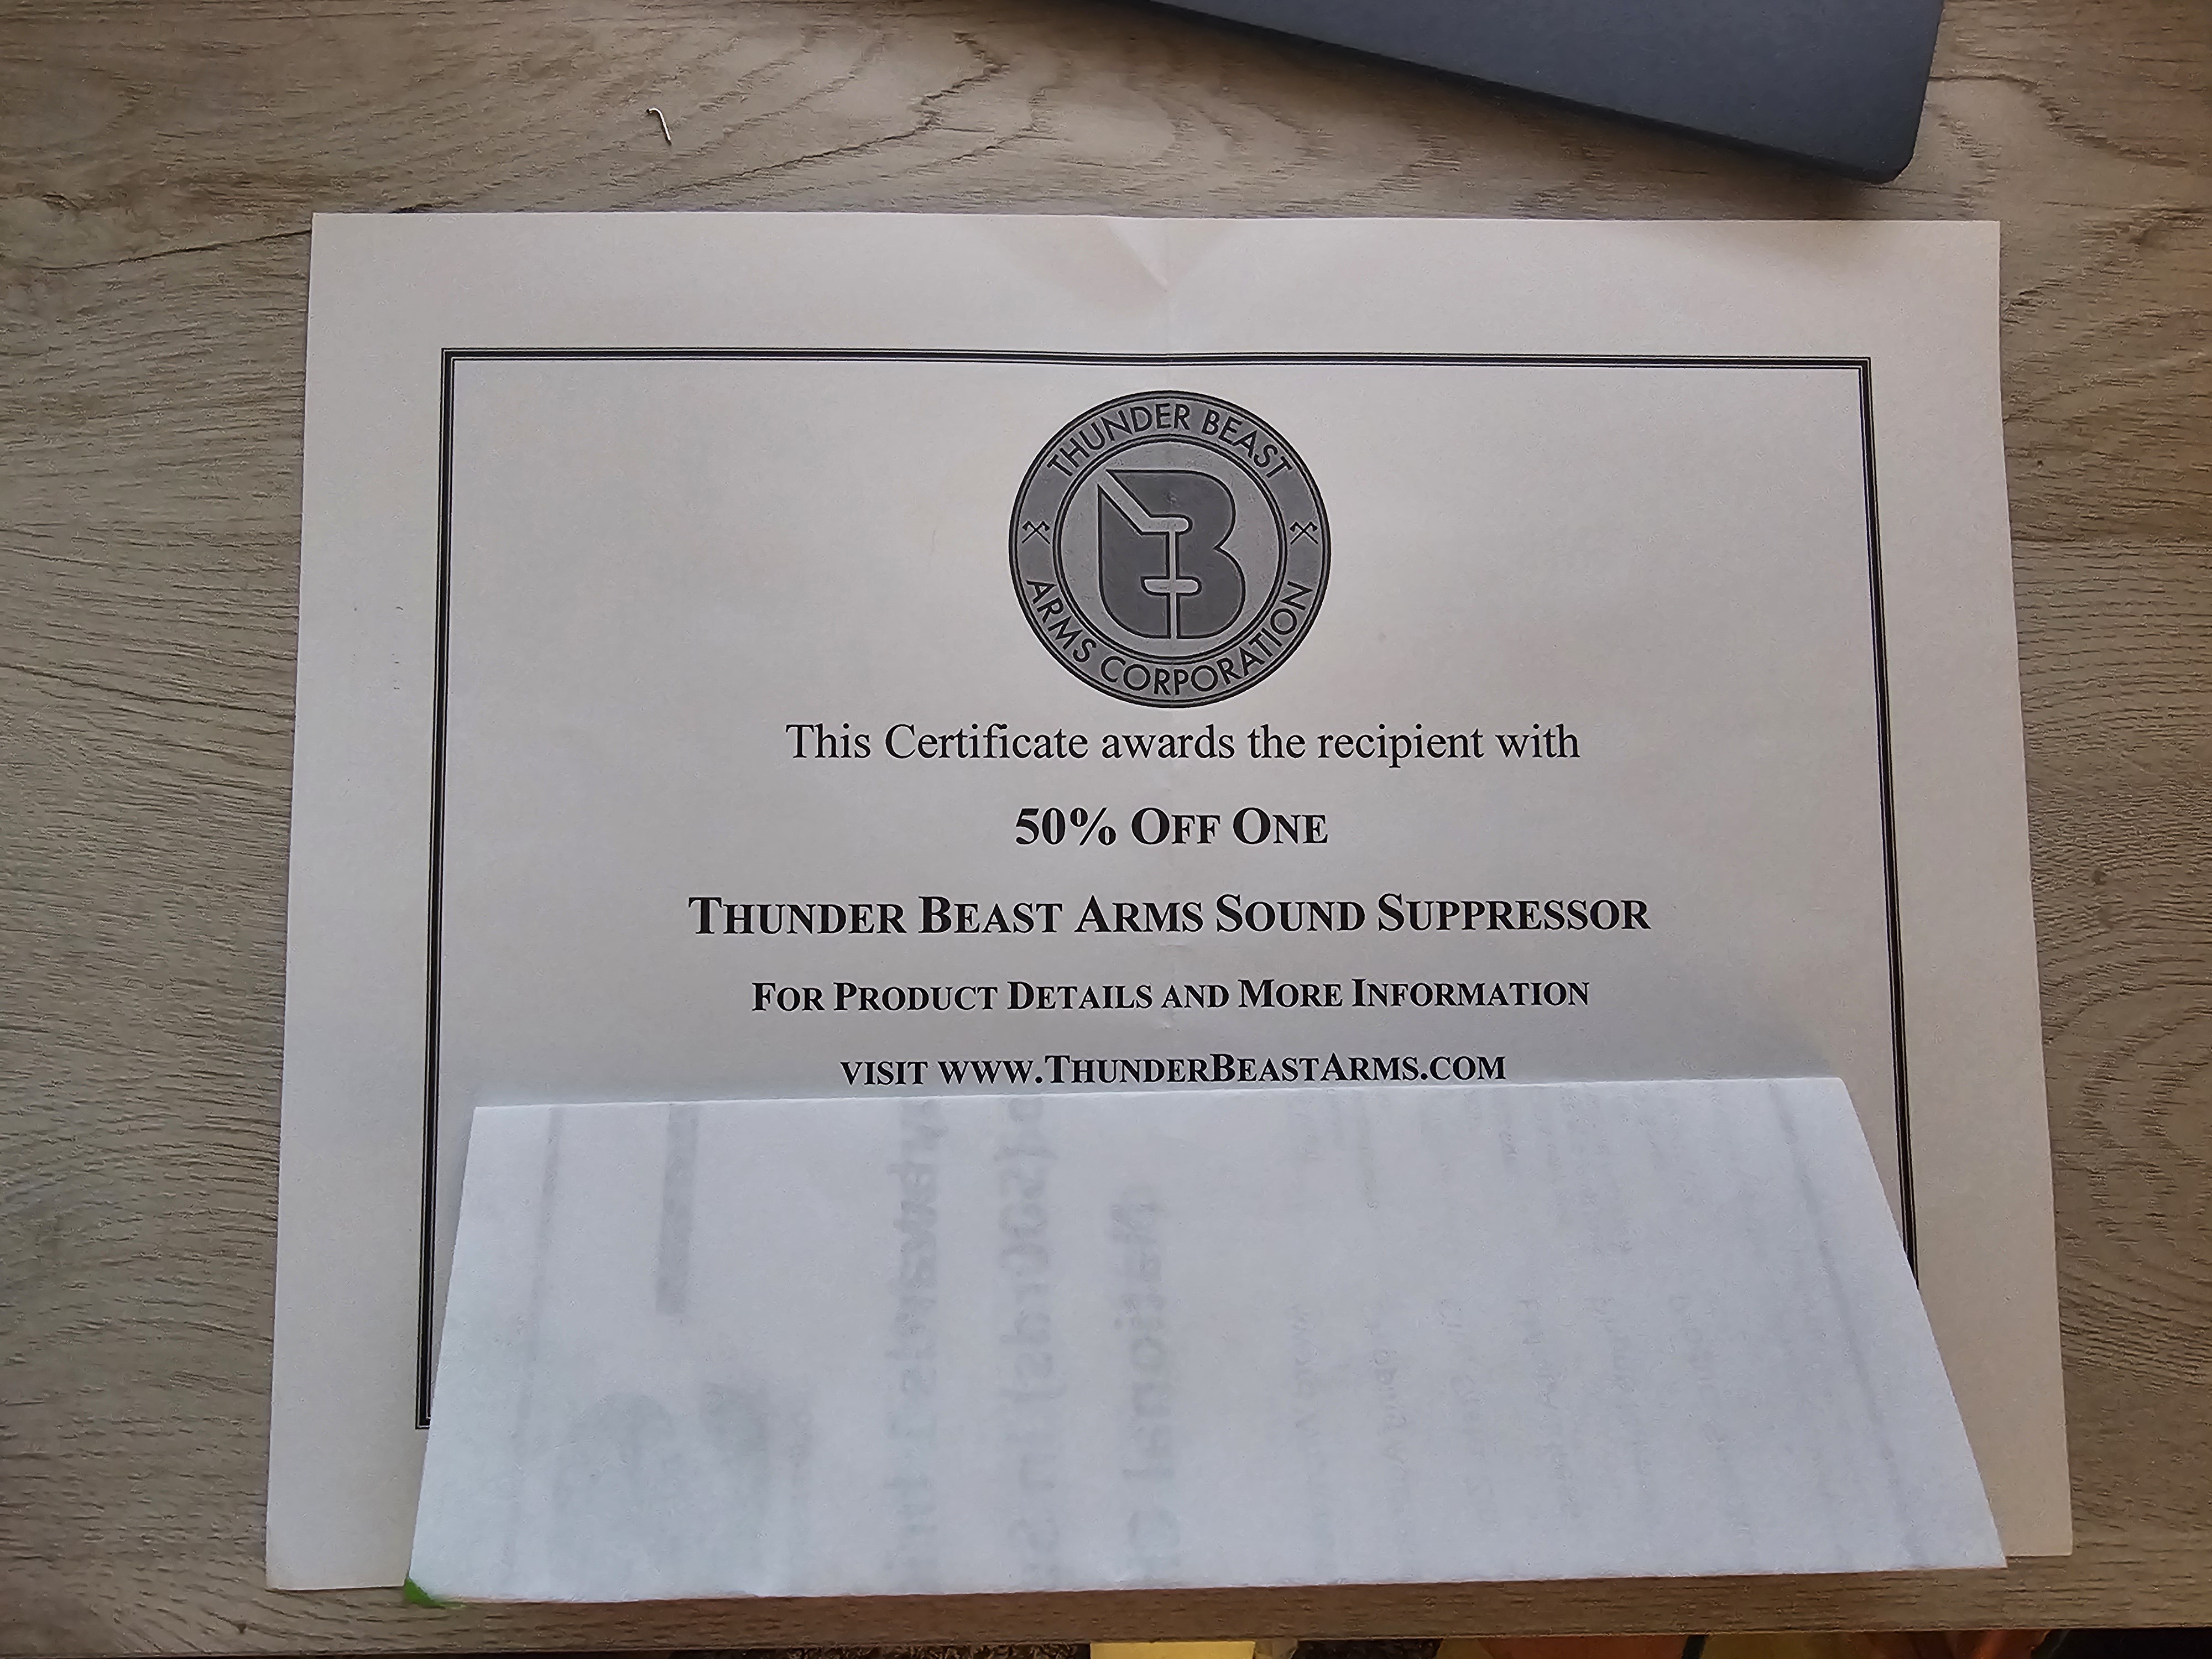 THUNDER BEAST
ARMS CORPORATION
This Certificate awards the recipient with
50% OFF ONE
THUNDER BEAST ARMS SOUND SUPPRESSOR
FOR PRODUCT DETAILS AND MORE INFORMATION
VISIT WWW.THUNDERBEASTARMS.COM